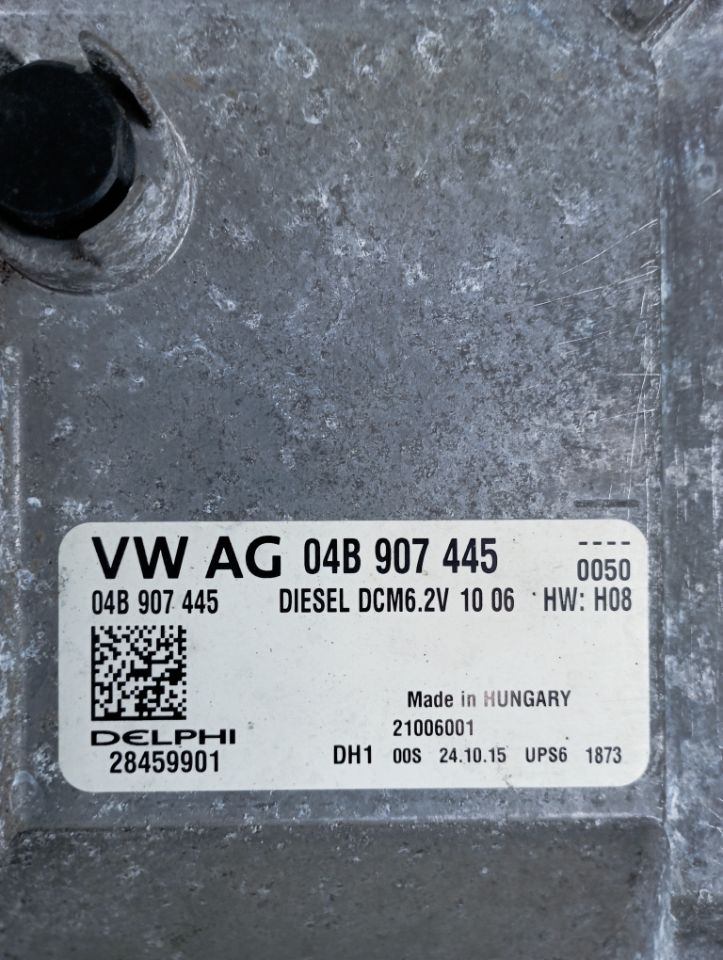 VW AG 04B 907 445 ----
0050
04B 907 445 DIESEL DCM6.2V 10 06 HW: H08
Made in HUNGARY
21006001
DELPHI
28459901 DH1 00S 24.10.15 UPS6 1873